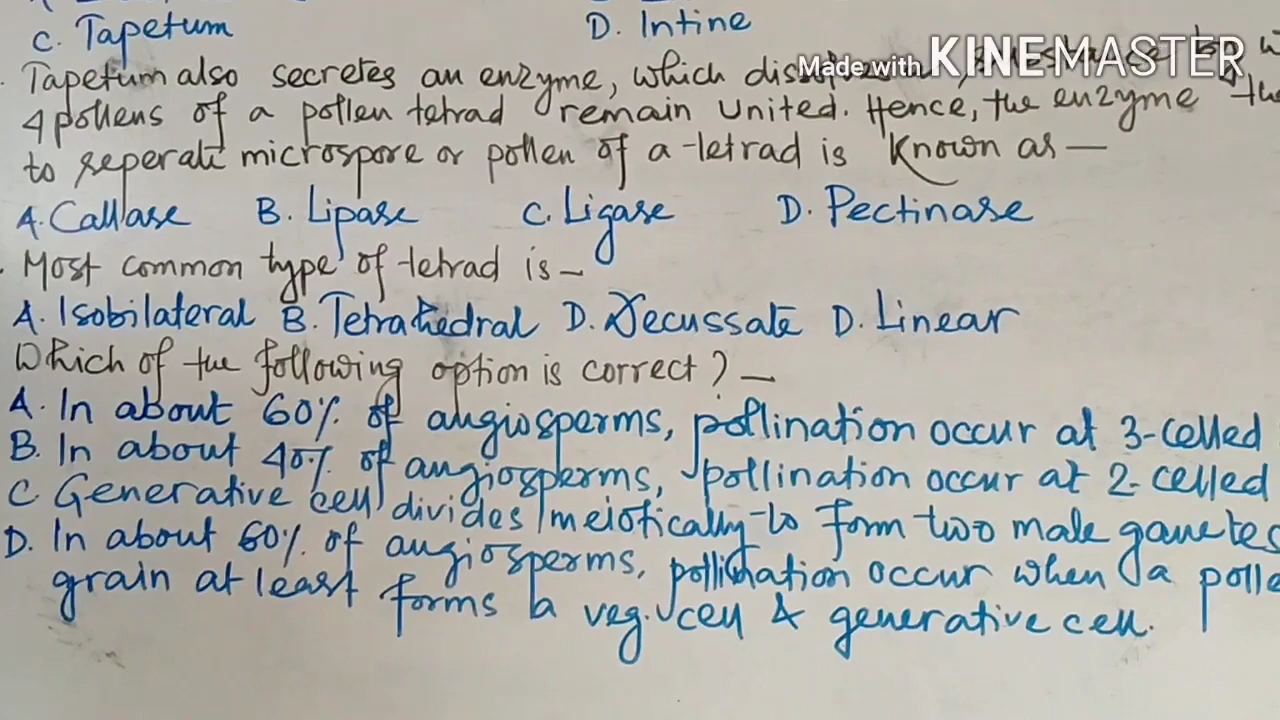 C. Tapetum D. Intine
Made with KINEMASTER
Tapetum also secretes an enzyme, which
4 pollens of a pollen tetrad remain united. Hence, the enzyme
to seperate microspore or pollen of a tetrad is known as —
A. Callase B. Lipase C. Ligase D. Pectinase
Most common type of tetrad is —
A. Isobilateral B. Tetrahedral D. Decussate D. Linear
Which of the following option is correct? —
A. In about 60% of angiosperms, pollination occur at 3-celled
B. In about 40% of angiosperms, pollination occur at 2-celled
C Generative cell divides meiotically to form two male gametes
D. In about 60% of angiosperms, pollination occur when a polle
grain at least forms a veg. cell & generative cell.